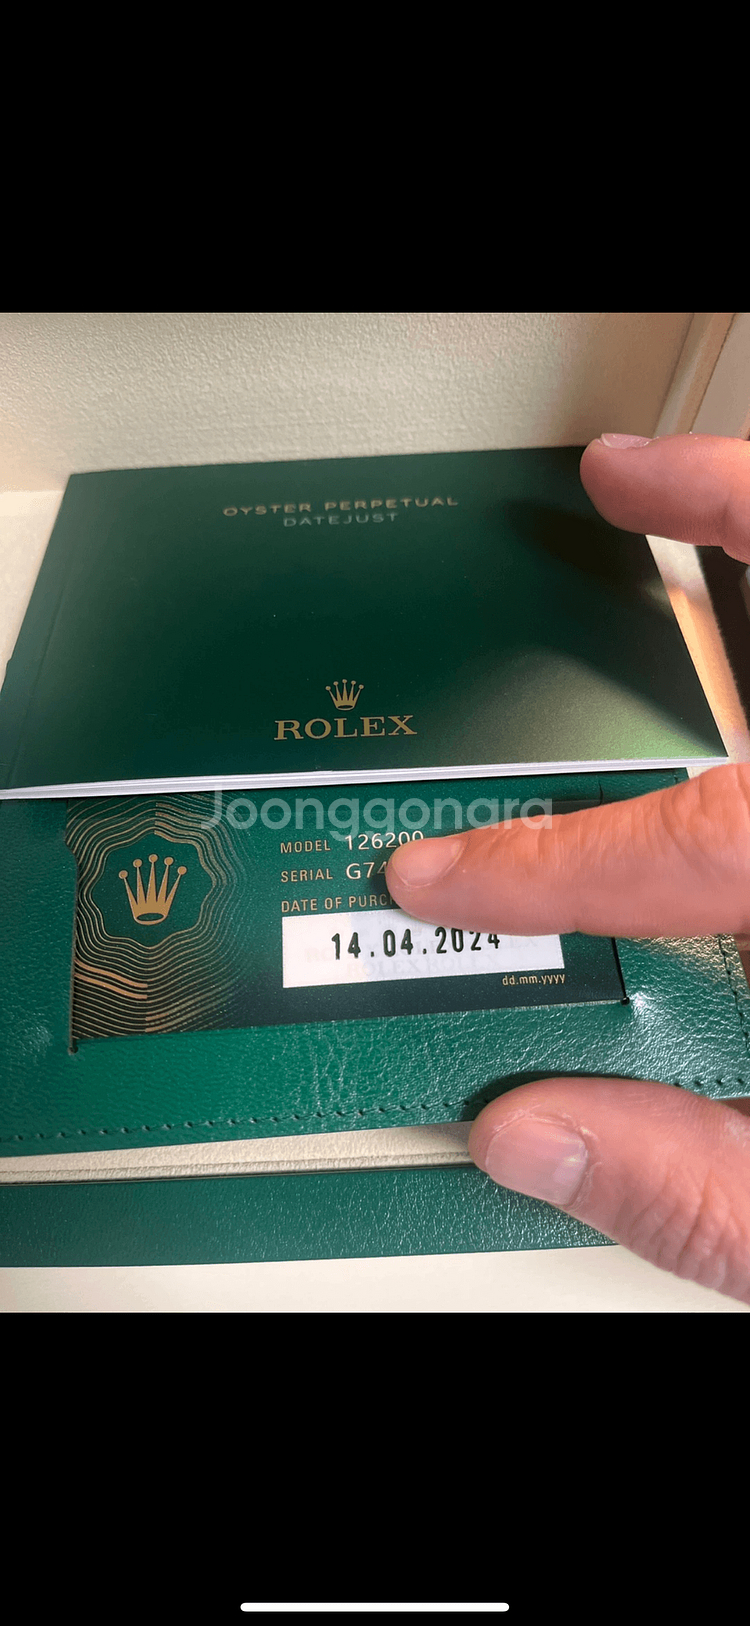 OYSTER PERPETUAL
DATEJUST
ROLEX
Joonggonara
MODEL 126200
SERIAL G74
DATE OF PURC
14.04.2024
dd.mm.yyyy